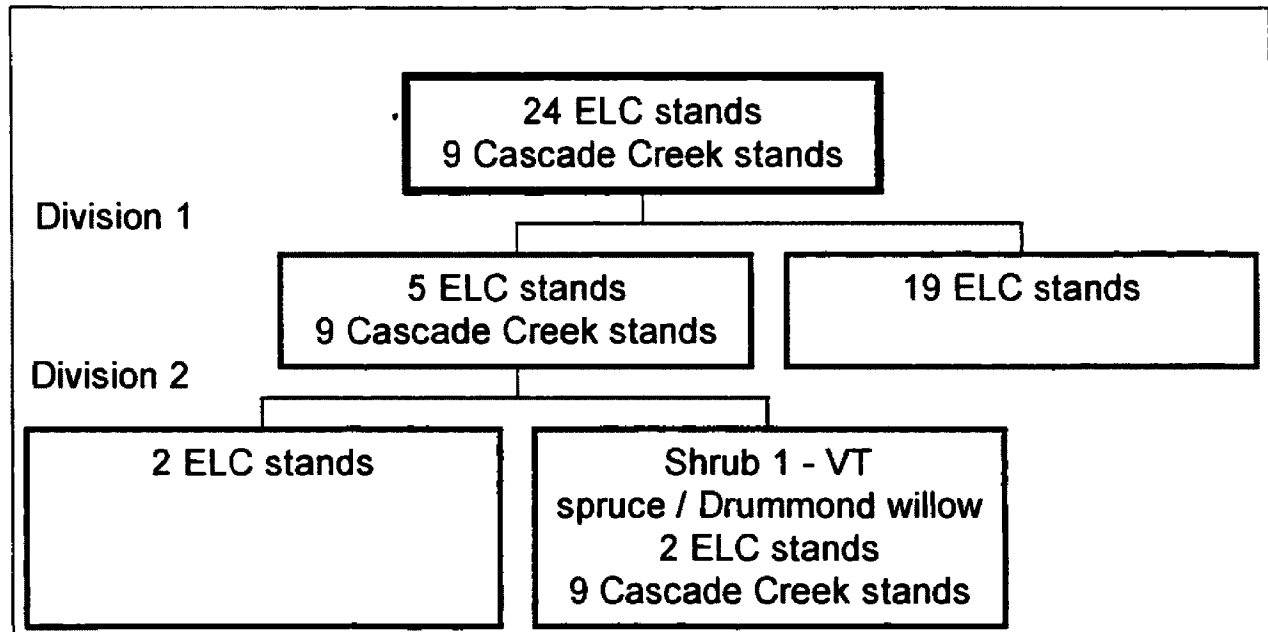 24 ELC stands
9 Cascade Creek stands
Division 1
5 ELC stands
9 Cascade Creek stands
19 ELC stands
Division 2
2 ELC stands
Shrub 1 - VT
spruce / Drummond willow
2 ELC stands
9 Cascade Creek stands